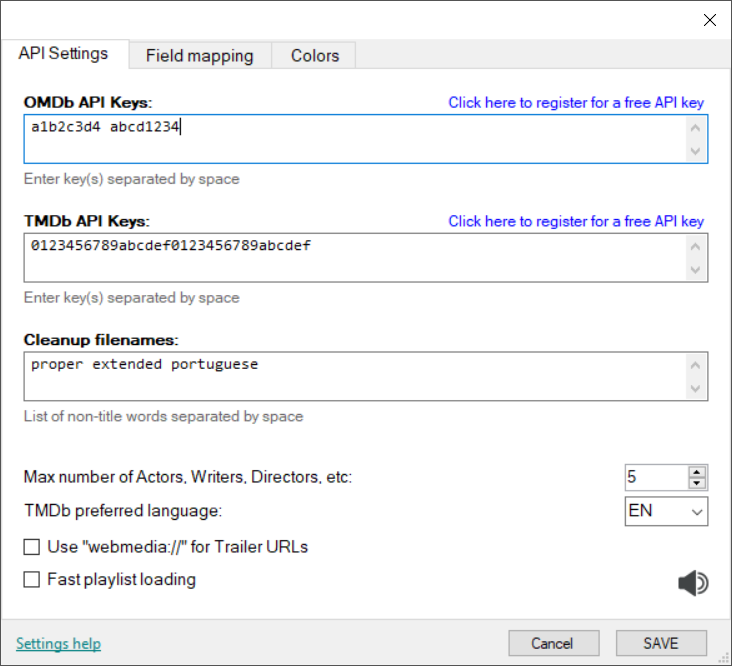 API Settings Field mapping Colors
OMDb API Keys: Click here to register for a free API key
a1b2c3d4 abcd1234
Enter key(s) separated by space
TMDb API Keys: Click here to register for a free API key
0123456789abcdef0123456789abcdef
Enter key(s) separated by space
Cleanup filenames:
proper extended portuguese
List of non-title words separated by space
Max number of Actors, Writers, Directors, etc: 5
TMDb preferred language: EN
Use "webmedia://" for Trailer URLs
Fast playlist loading
Settings help Cancel SAVE